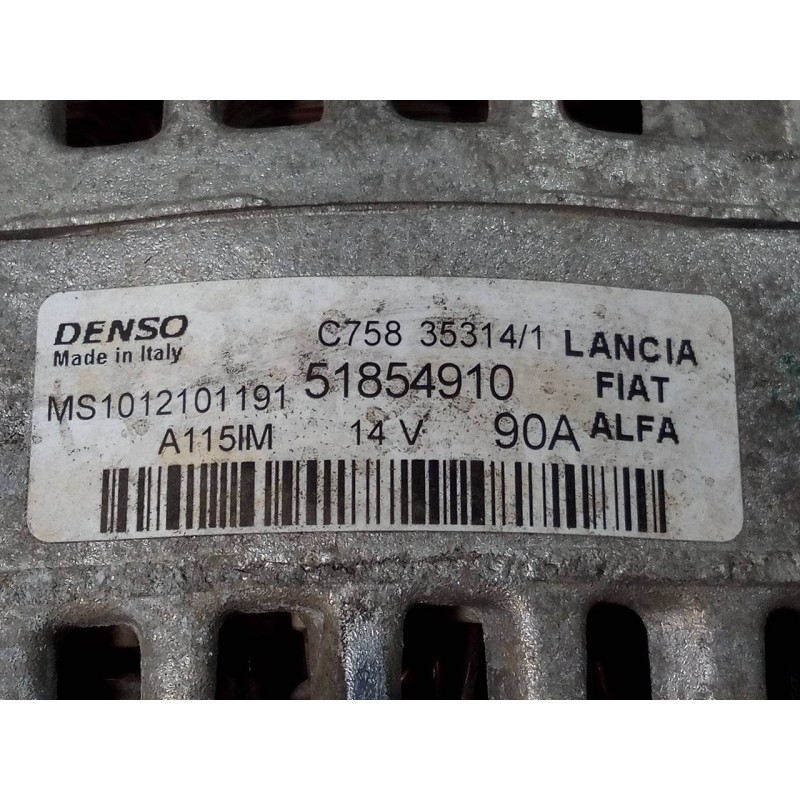 DENSO C758 35314/1 LANCIA
Made in Italy
MS1012101191 51854910 FIAT
A115IM 14 V 90A ALFA